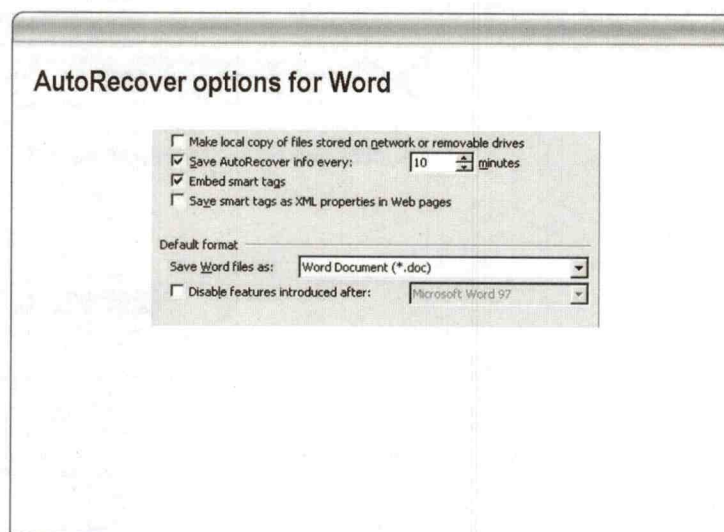 AutoRecover options for Word
Make local copy of files stored on network or removable drives
Save AutoRecover info every: 10 minutes
Embed smart tags
Save smart tags as XML properties in Web pages
Default format
Save Word files as: Word Document (*.doc)
Disable features introduced after: Microsoft Word 97